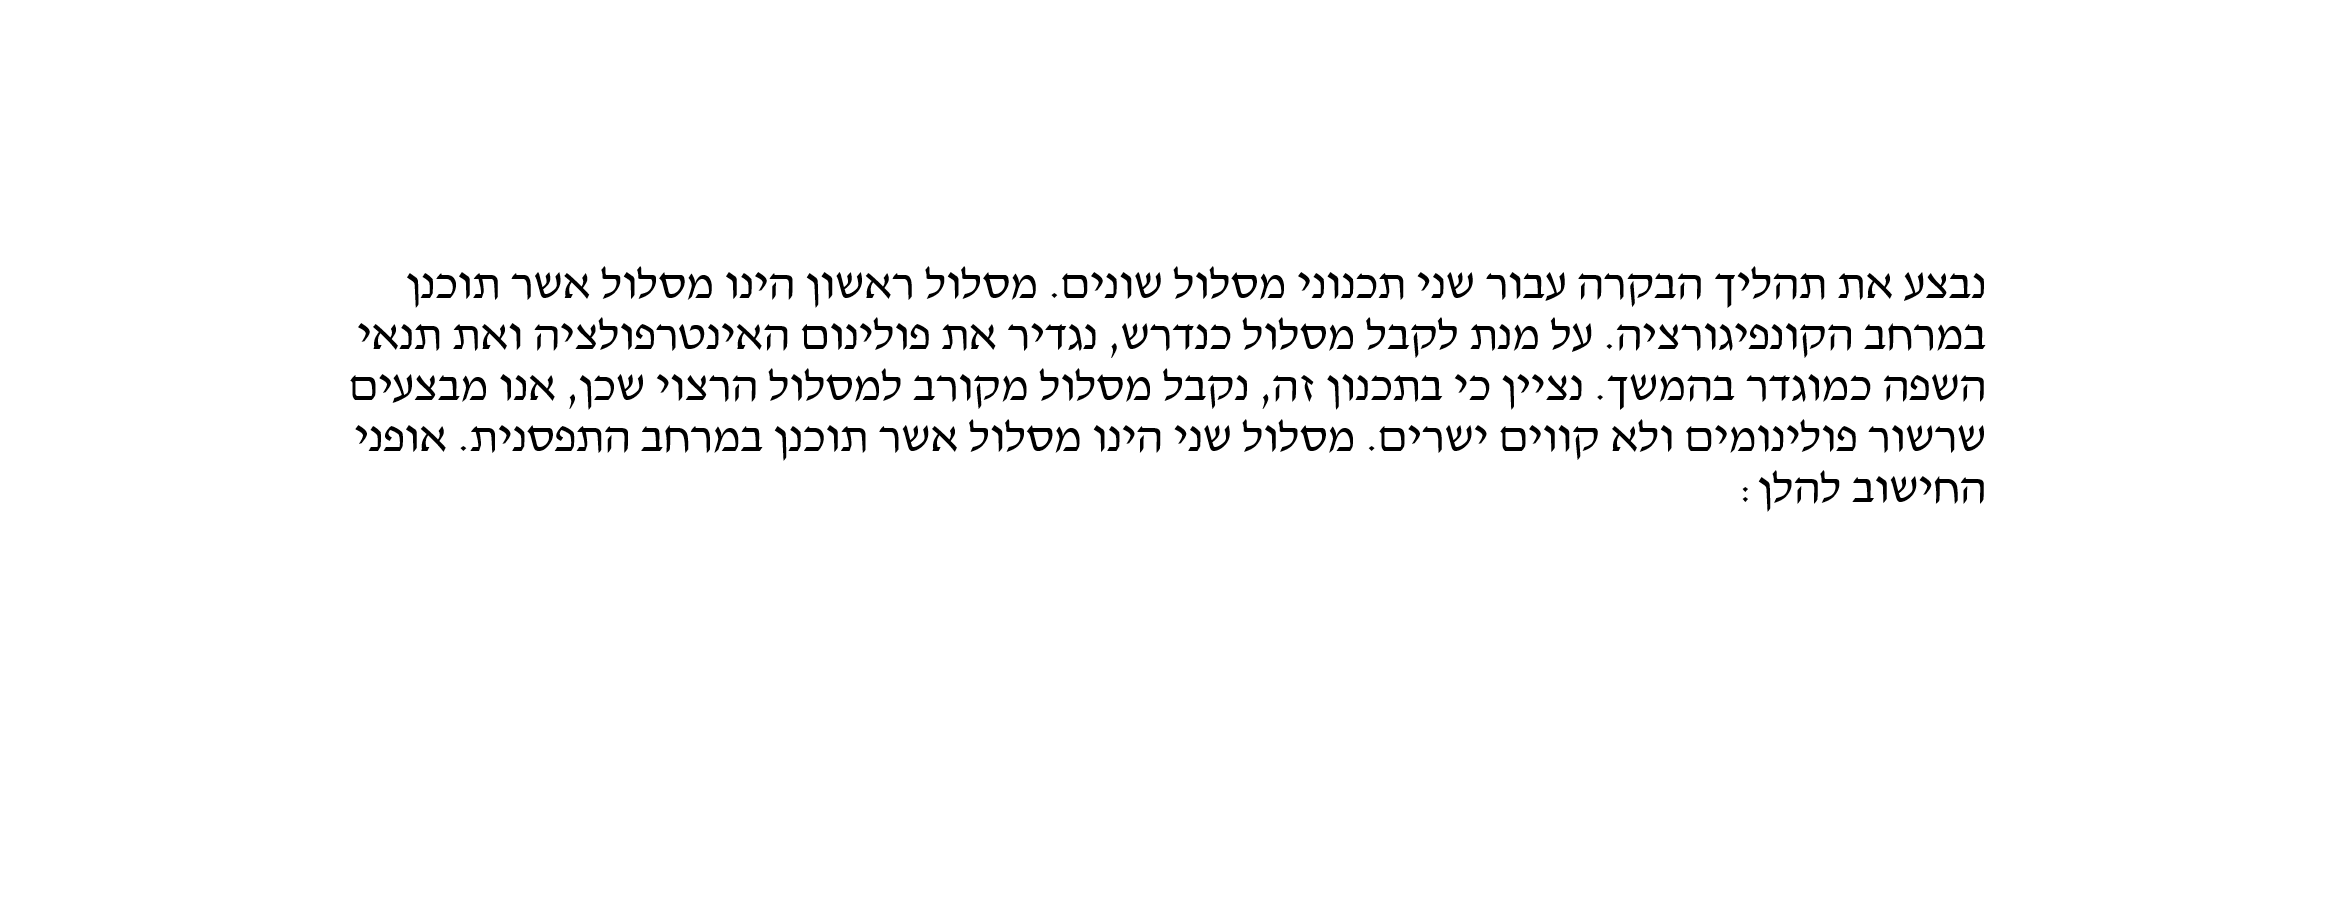 נבצע את תהליך הבקרה עבור שני תכנוני מסלול שונים. מסלול ראשון הינו מסלול אשר תוכנן
במרחב הקונפיגורציה. על מנת לקבל מסלול כנדרש, נגדיר את פולינום האינטרפולציה ואת תנאי
השפה כמוגדר בהמשך. נציין כי בתכנון זה, נקבל מסלול מקורב למסלול הרצוי שכן, אנו מבצעים
שרשור פולינומים ולא קווים ישרים. מסלול שני הינו מסלול אשר תוכנן במרחב התפסנית. אופני
החישוב להלן :